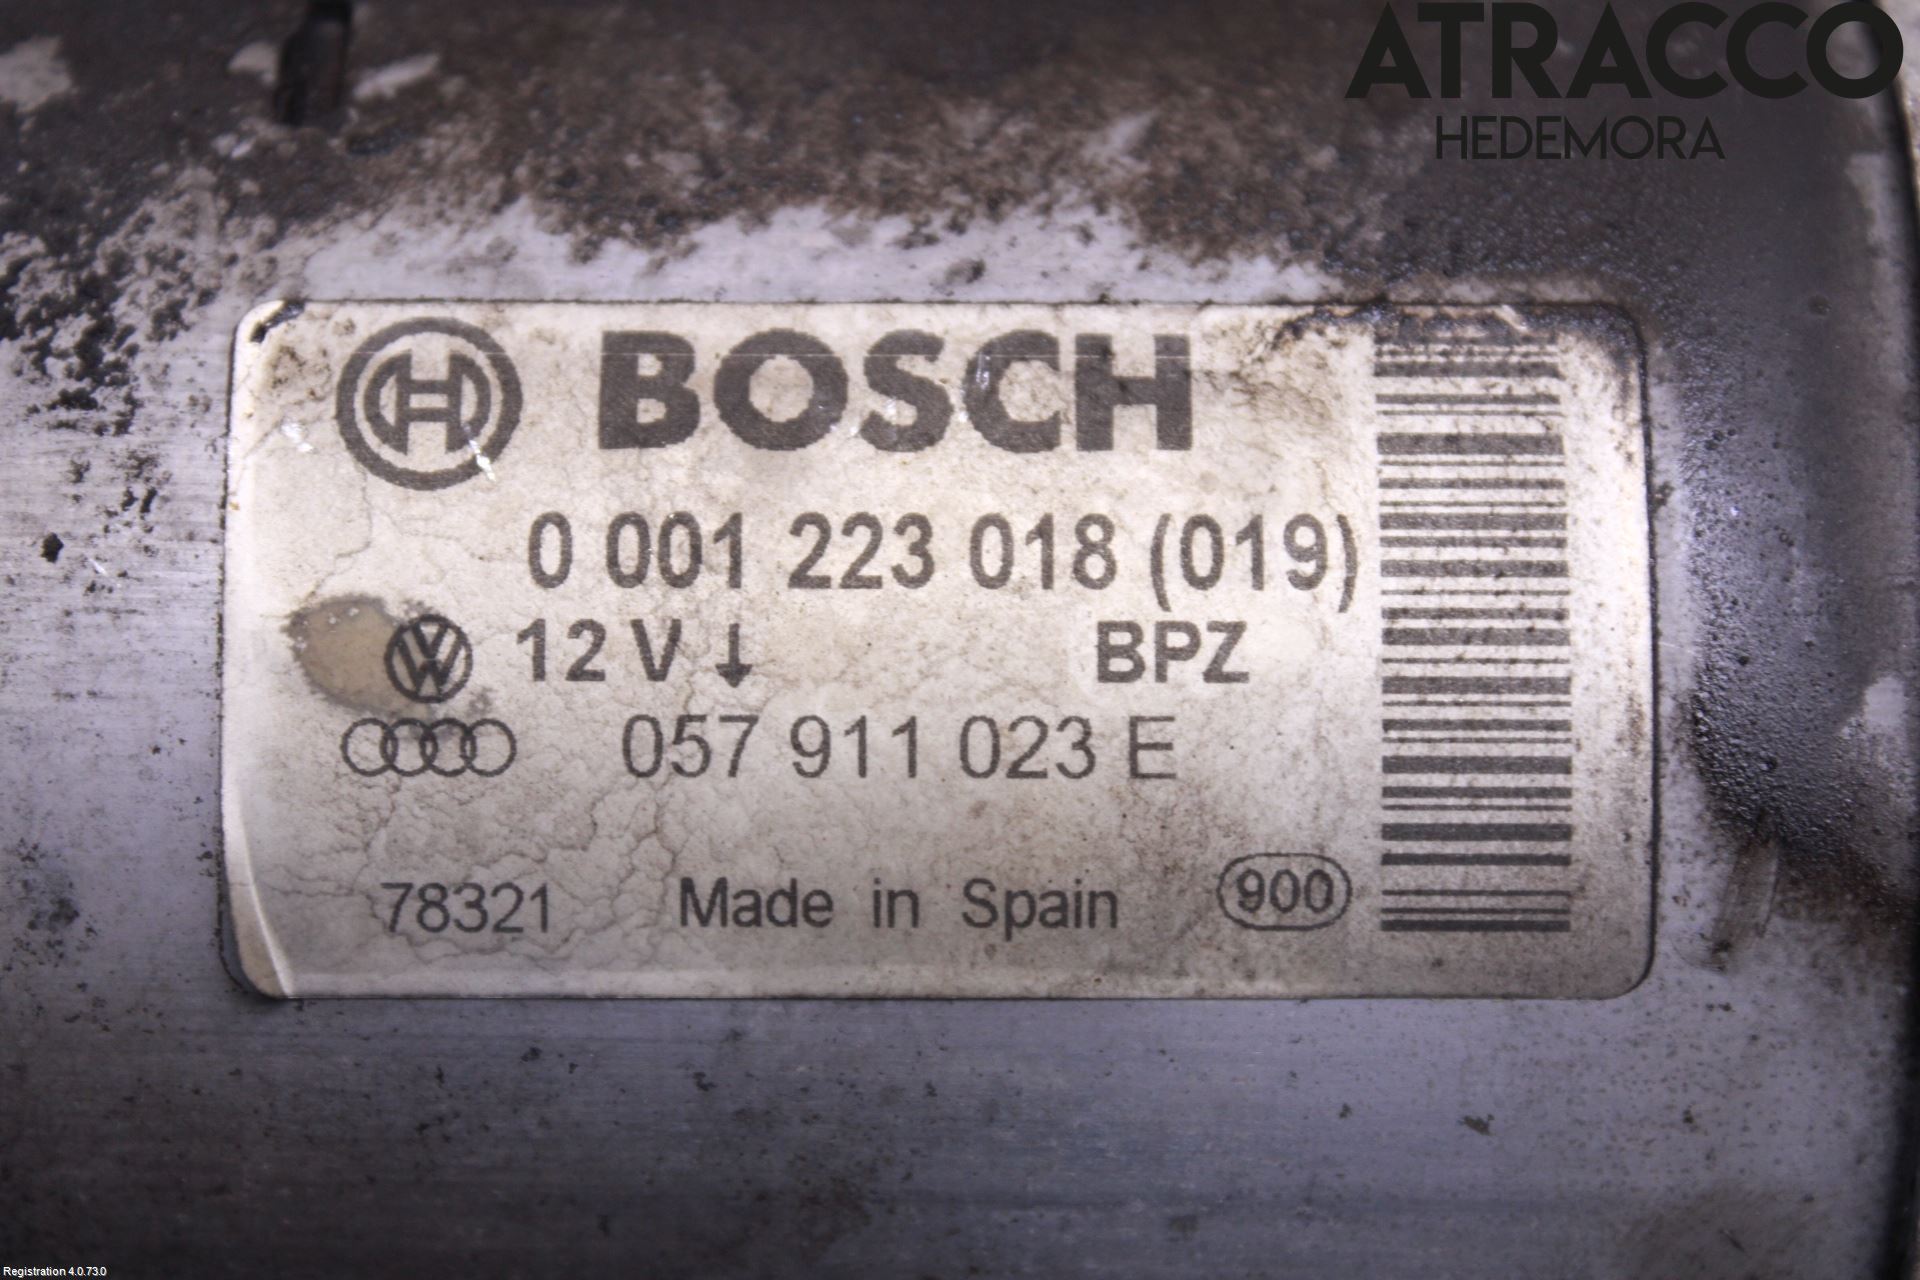 ATRACCO
HEDEMORA
BOSCH
0 001 223 018 (019)
12 V ↓ BPZ
057 911 023 E
78321 Made in Spain 900
Registration 4.0.73.0